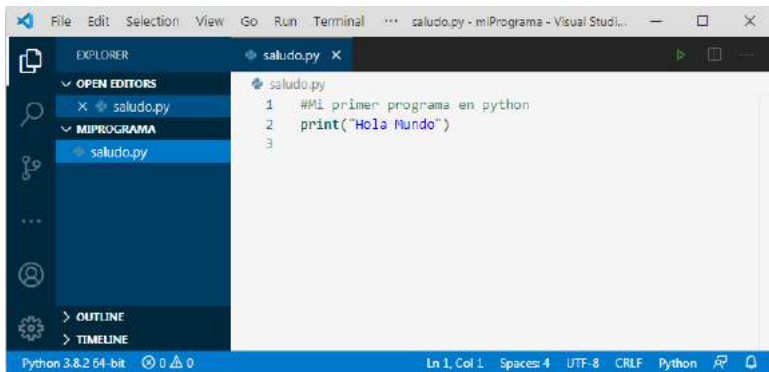 File Edit Selection View Go Run Terminal ··· saludo.py - miPrograma - Visual Studi...
EXPLORER
OPEN EDITORS
saludo.py
MIPROGRAMA
saludo.py
OUTLINE
TIMELINE
saludo.py
saludo.py
1 #Mi primer programa en python
2 print("Hola Mundo")
3
Python 3.8.2 64-bit 0 0 Ln 1, Col 1 Spaces: 4 UTF-8 CRLF Python